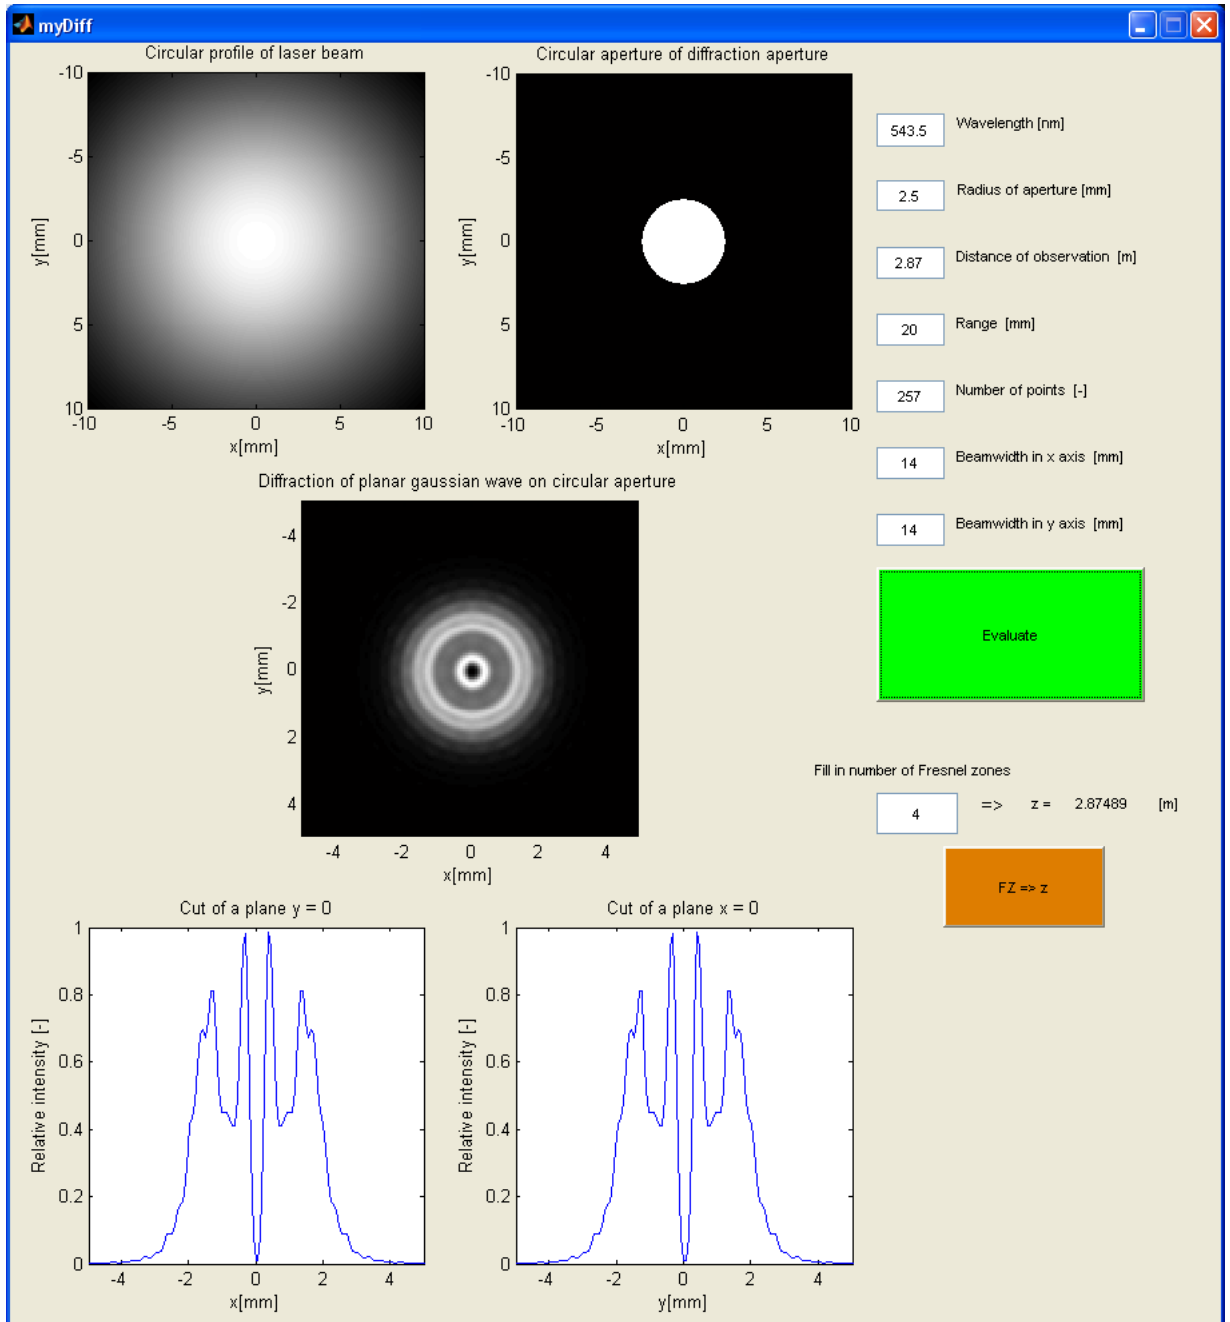 myDiff
Circular profile of laser beam
-10
-5
0
5
10
y[mm]
-10 -5 0 5 10
x[mm]
Circular aperture of diffraction aperture
-10
-5
0
5
10
y[mm]
-10 -5 0 5 10
x[mm]
543.5 Wavelength [nm]
2.5 Radius of aperture [mm]
2.87 Distance of observation [m]
20 Range [mm]
257 Number of points [-]
14 Beamwidth in x axis [mm]
14 Beamwidth in y axis [mm]
Evaluate
Diffraction of planar gaussian wave on circular aperture
-4
-2
0
2
4
y[mm]
-4 -2 0 2 4
x[mm]
Fill in number of Fresnel zones
4 => z = 2.87489 [m]
FZ => z
Cut of a plane y = 0
1
0.8
0.6
0.4
0.2
0
Relative intensity [-]
-4 -2 0 2 4
x[mm]
Cut of a plane x = 0
1
0.8
0.6
0.4
0.2
0
Relative intensity [-]
-4 -2 0 2 4
y[mm]